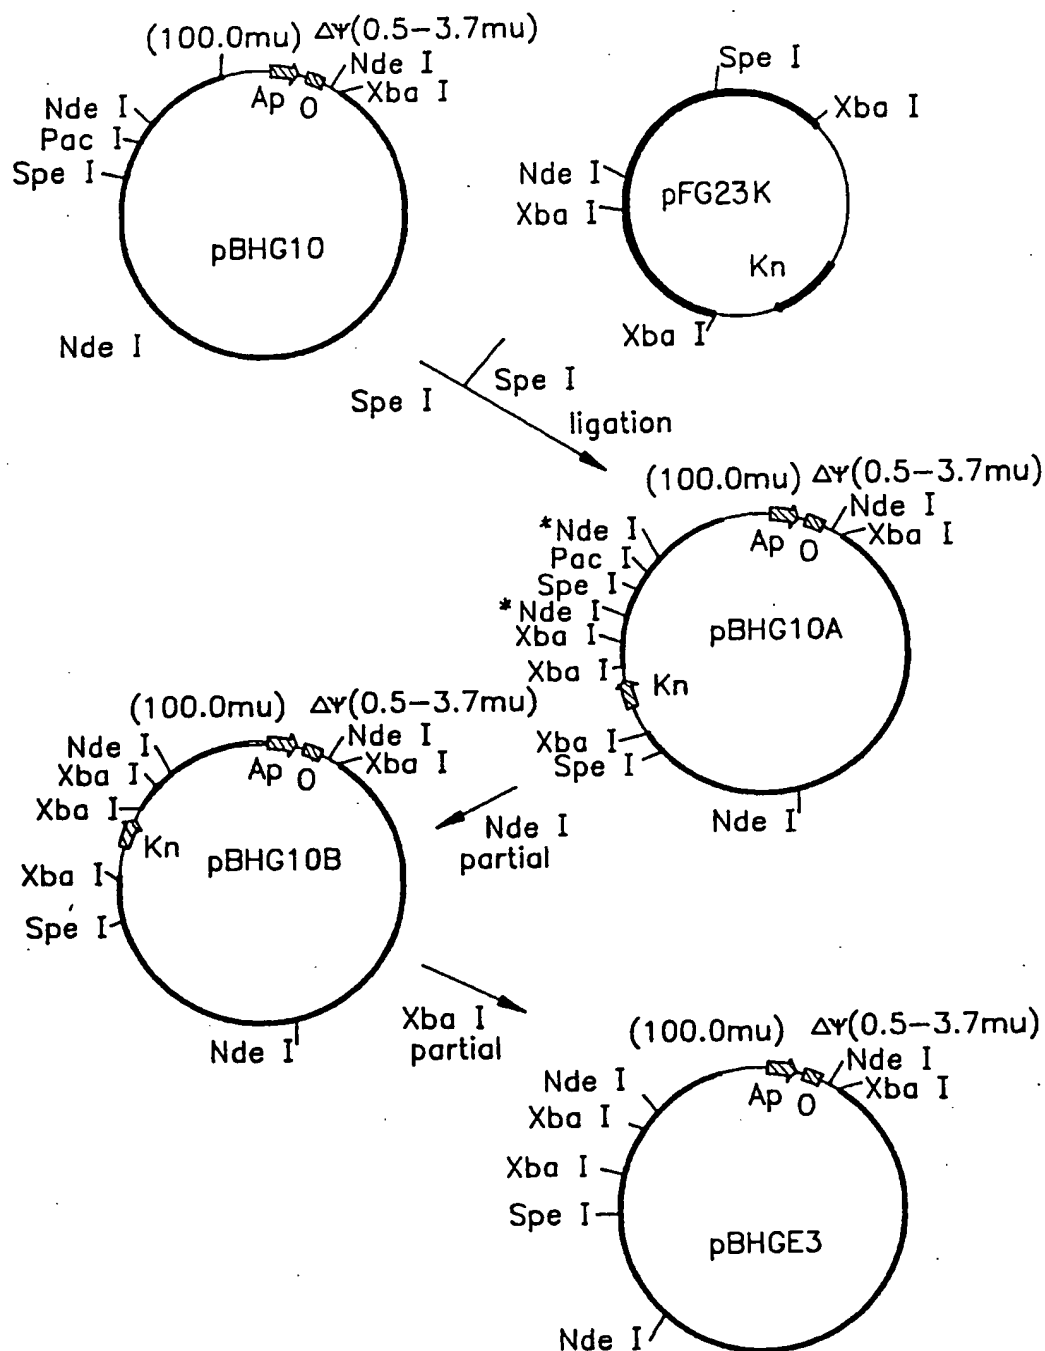 (100.0mu) ΔΨ(0.5-3.7mu)
Nde I
Xba I
Ap O
Nde I
Pac I
Spe I
pBHG10
Nde I
Spe I
Xba I
Nde I
Xba I
pFG23K
Kn
Xba I
Spe I
Spe I
ligation
(100.0mu) ΔΨ(0.5-3.7mu)
Nde I
Xba I
Ap O
*Nde I
Pac I
Spe I
*Nde I
Xba I
Xba I
Kn
pBHG10A
Xba I
Spe I
Nde I
Nde I
partial
(100.0mu) ΔΨ(0.5-3.7mu)
Nde I
Xba I
Ap O
Nde I
Xba I
Xba I
Kn
pBHG10B
Xba I
Spe I
Nde I
Xba I
partial
(100.0mu) ΔΨ(0.5-3.7mu)
Nde I
Xba I
Ap O
Nde I
Xba I
Xba I
Spe I
pBHGE3
Nde I